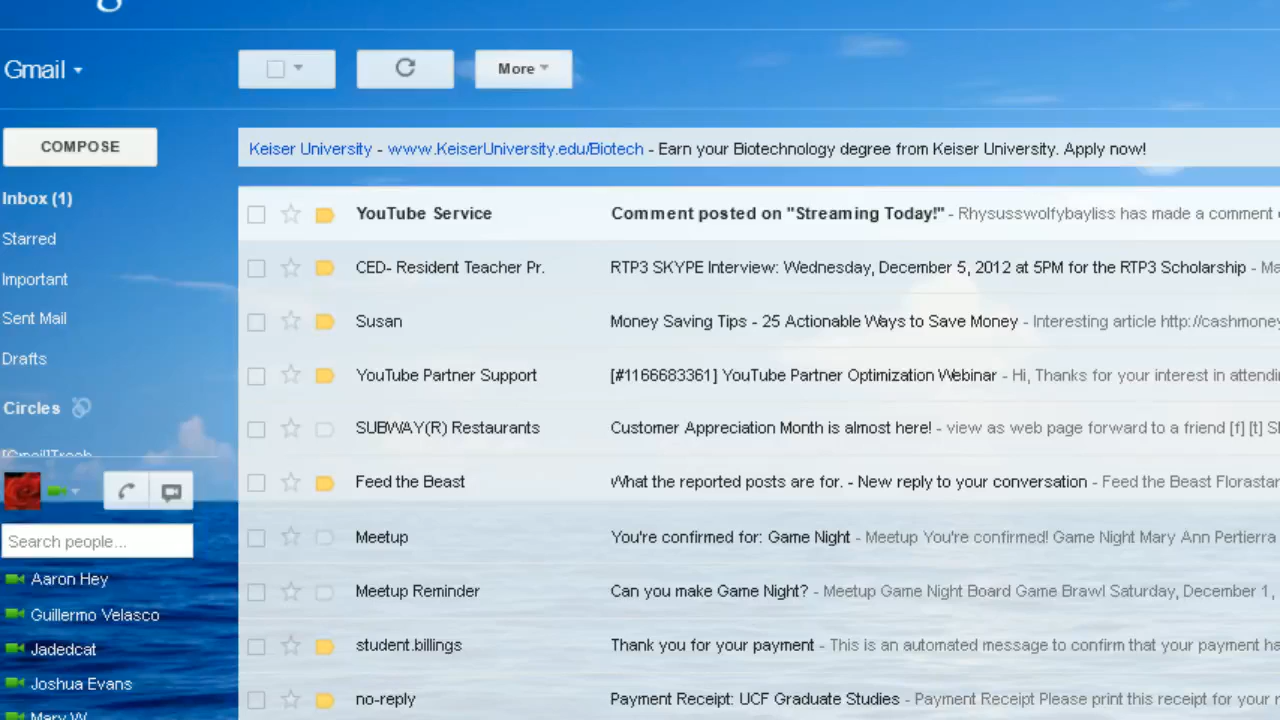 Gmail
More
COMPOSE
Keiser University - www.KeiserUniversity.edu/Biotech - Earn your Biotechnology degree from Keiser University. Apply now!
Inbox (1)
Starred
Important
Sent Mail
Drafts
Circles
[Gmail]Trash
Search people...
Aaron Hey
Guillermo Velasco
Jadedcat
Joshua Evans
Mary W
YouTube Service Comment posted on "Streaming Today!" - Rhysusswolfybayliss has made a comment
CED- Resident Teacher Pr. RTP3 SKYPE Interview: Wednesday, December 5, 2012 at 5PM for the RTP3 Scholarship - Ma
Susan Money Saving Tips - 25 Actionable Ways to Save Money - Interesting article http://cashmoney
YouTube Partner Support [#1166683361] YouTube Partner Optimization Webinar - Hi, Thanks for your interest in attendi
SUBWAY(R) Restaurants Customer Appreciation Month is almost here! - view as web page forward to a friend [f] [t]
Feed the Beast What the reported posts are for. - New reply to your conversation - Feed the Beast Florastar
Meetup You're confirmed for: Game Night - Meetup You're confirmed! Game Night Mary Ann Pertierra
Meetup Reminder Can you make Game Night? - Meetup Game Night Board Game Brawl Saturday, December 1,
student.billings Thank you for your payment - This is an automated message to confirm that your payment ha
no-reply Payment Receipt: UCF Graduate Studies - Payment Receipt Please print this receipt for your